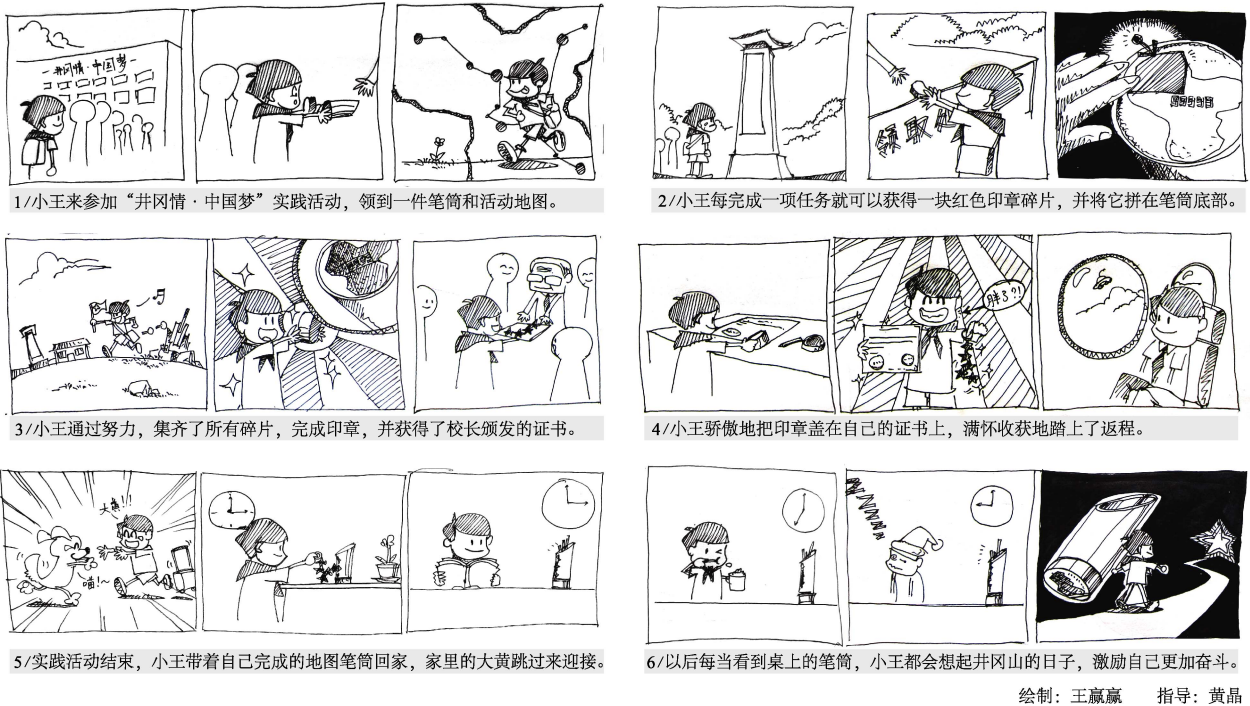 井冈情·中国梦
1/小王来参加“井冈情·中国梦”实践活动，领到一件笔筒和活动地图。
领取
2/小王每完成一项任务就可以获得一块红色印章碎片，并将它拼在笔筒底部。
3/小王通过努力，集齐了所有碎片，完成印章，并获得了校长颁发的证书。
胖了?!
4/小王骄傲地把印章盖在自己的证书上，满怀收获地踏上了返程。
大黄!!!
喵!~
5/实践活动结束，小王带着自己完成的地图笔筒回家，家里的大黄跳过来迎接。
ZZZZZZ
6/以后每当看到桌上的笔筒，小王都会想起井冈山的日子，激励自己更加奋斗。
绘制：王赢赢 指导：黄晶